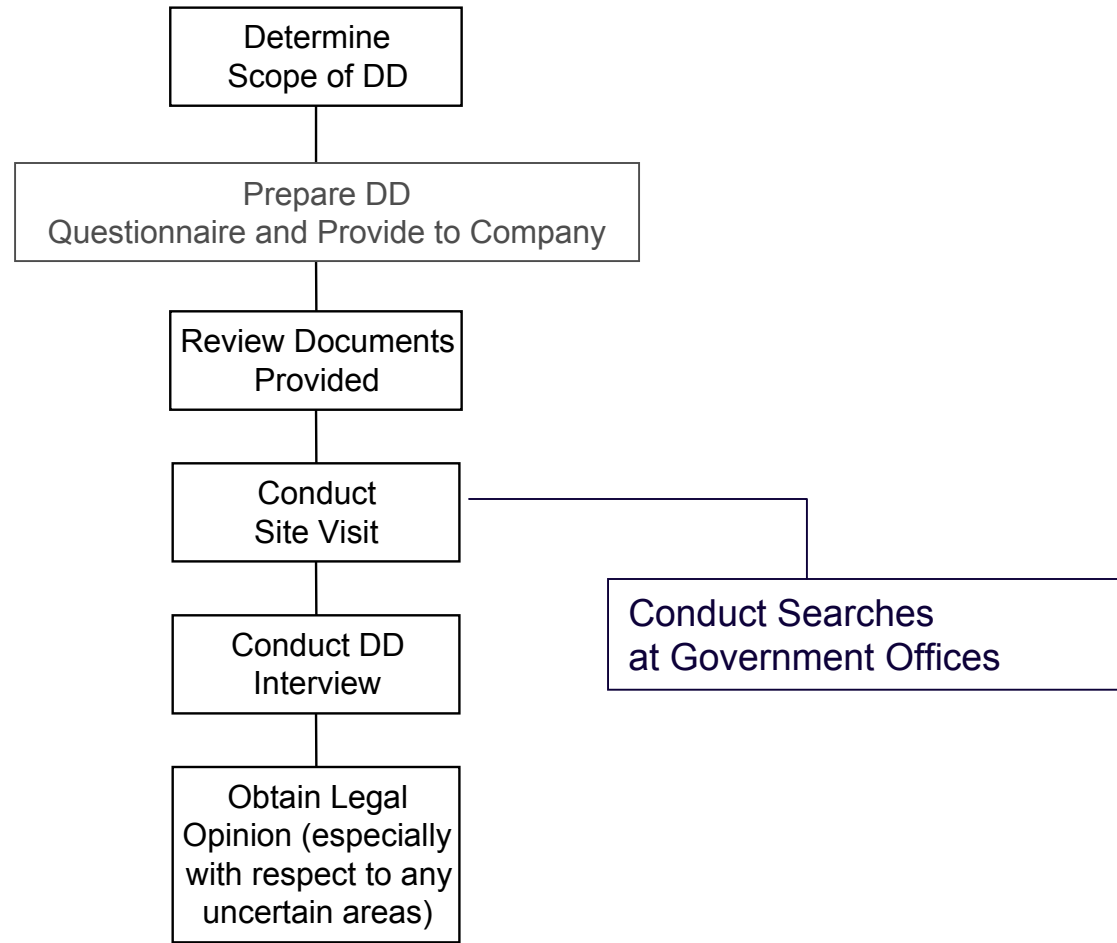 Determine
Scope of DD
Prepare DD
Questionnaire and Provide to Company
Review Documents
Provided
Conduct
Site Visit
Conduct Searches
at Government Offices
Conduct DD
Interview
Obtain Legal
Opinion (especially
with respect to any
uncertain areas)